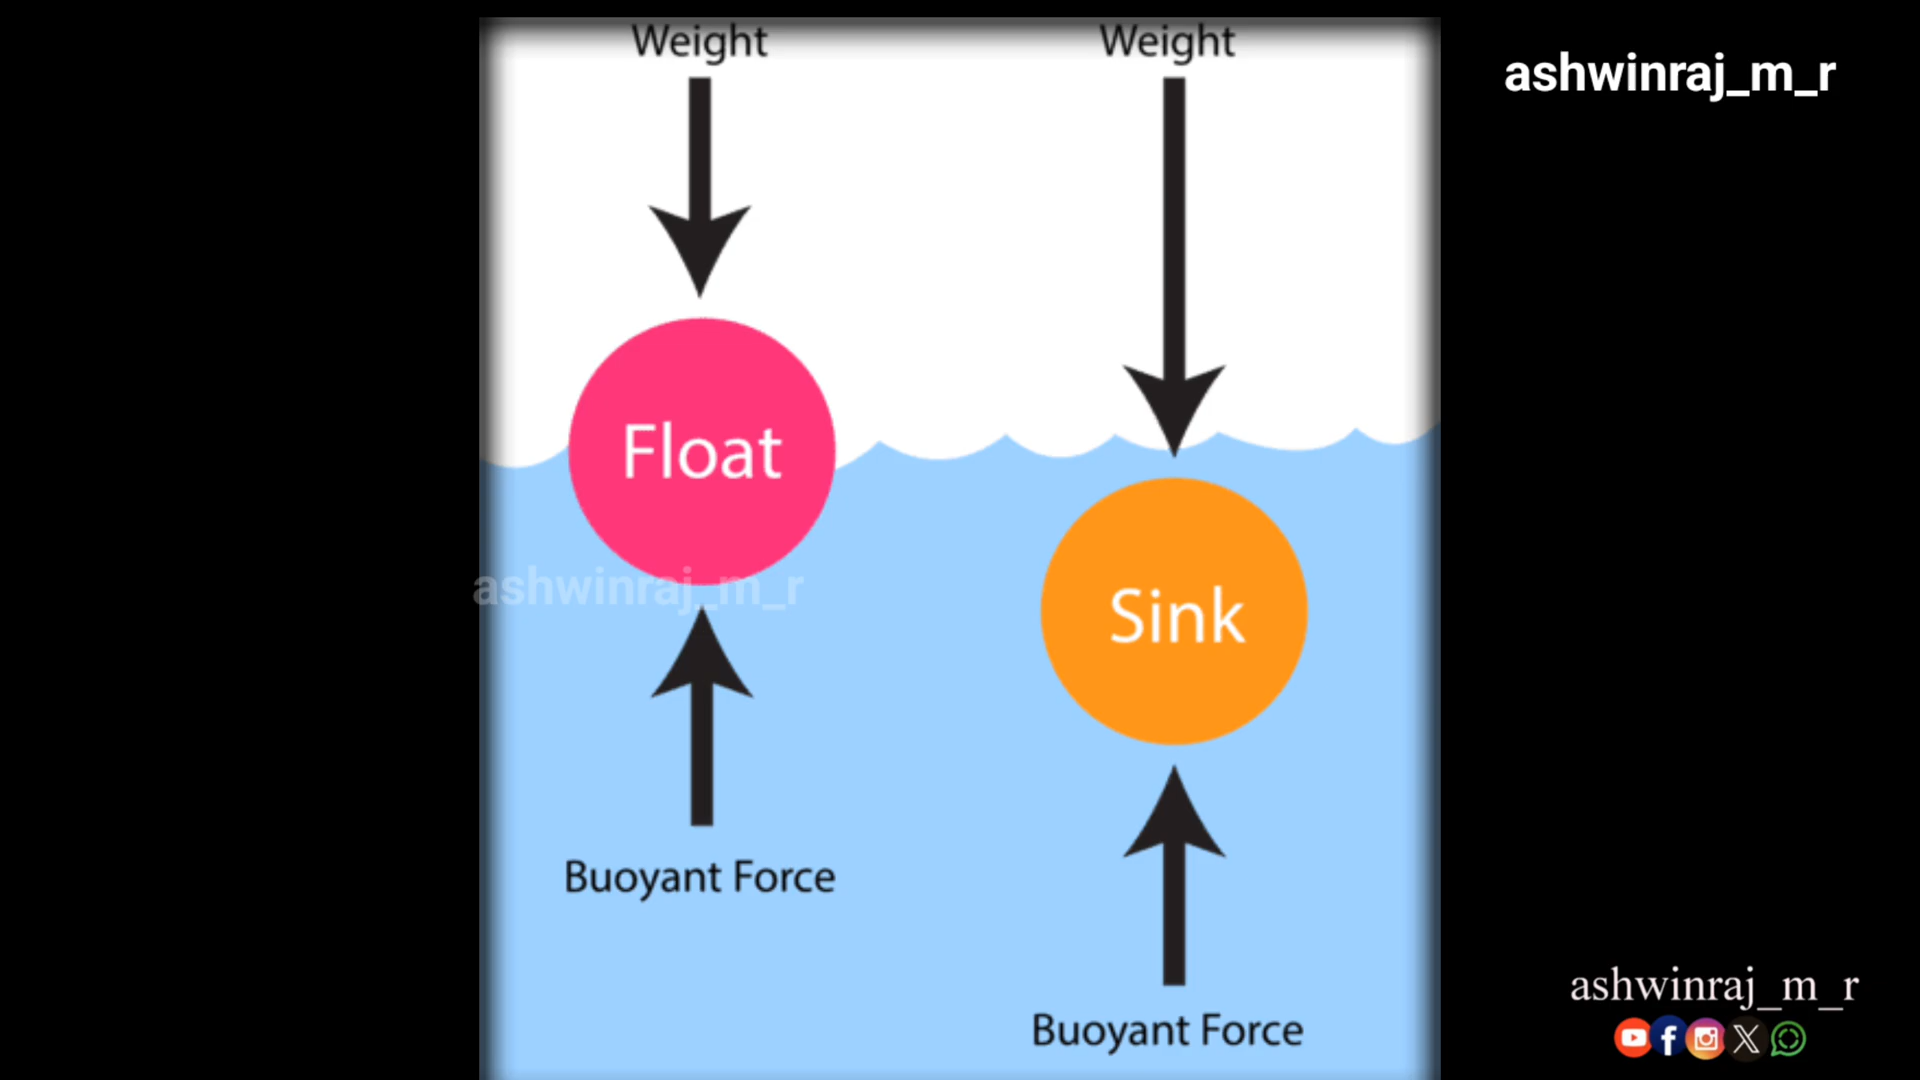 Weight
Weight
ashwinraj_m_r
Float
ashwinraj_m_r
Sink
Buoyant Force
Buoyant Force
ashwinraj_m_r